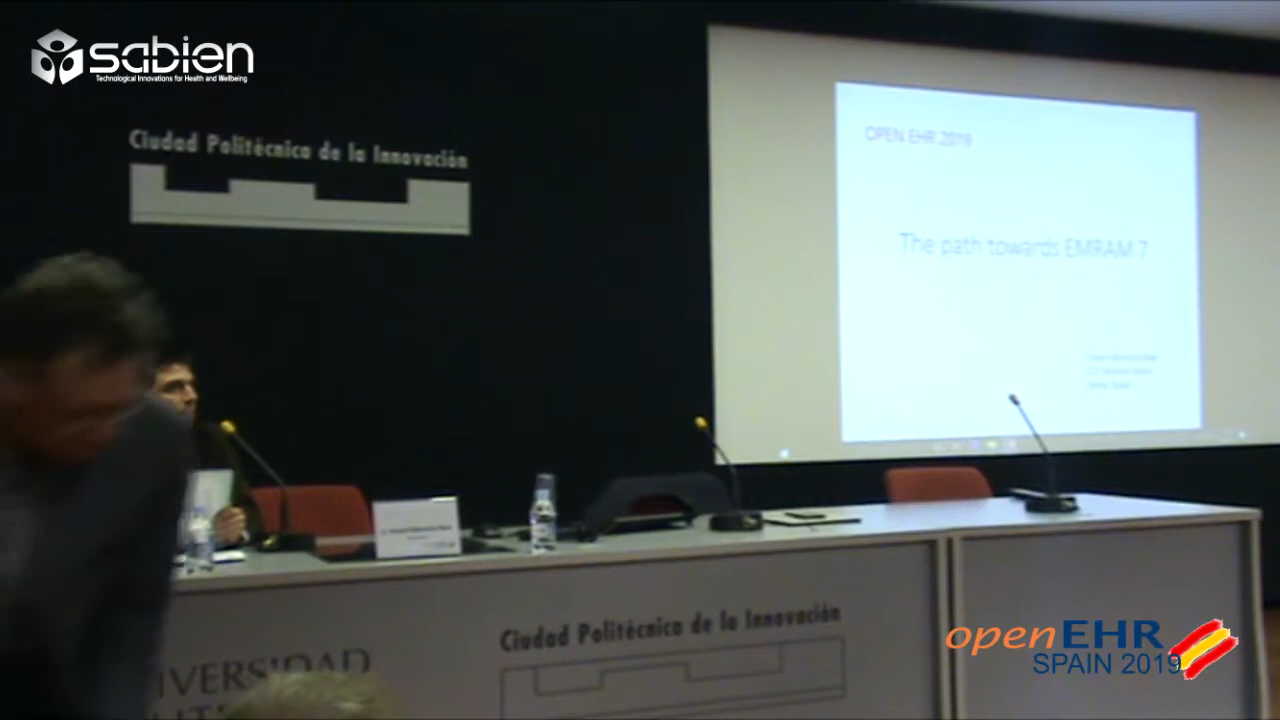 sabien
Technological Innovations for Health and Wellbeing
Ciudad Politécnica de la Innovación
OPEN EHR 2019
The path towards EMRAM 7
Ciudad Politécnica de la Innovación
openEHR
SPAIN 2019